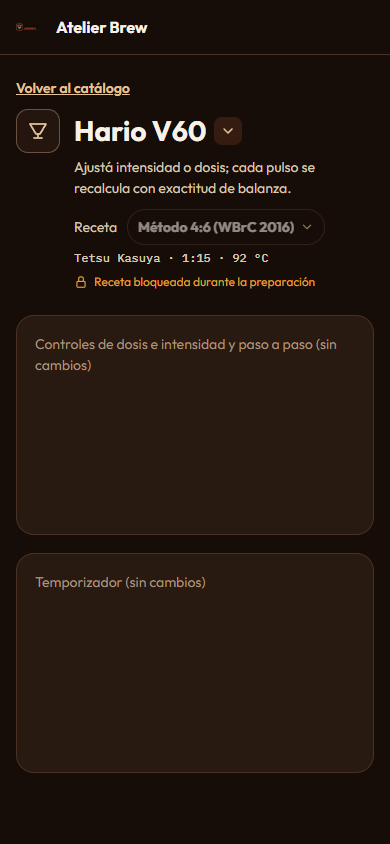 Atelier Brew
Volver al catálogo
Hario V60
Ajustá intensidad o dosis; cada pulso se
recalcula con exactitud de balanza.
Receta
Método 4:6 (WBrC 2016)
Tetsu Kasuya · 1:15 · 92 °C
Receta bloqueada durante la preparación
Controles de dosis e intensidad y paso a paso (sin
cambios)
Temporizador (sin cambios)